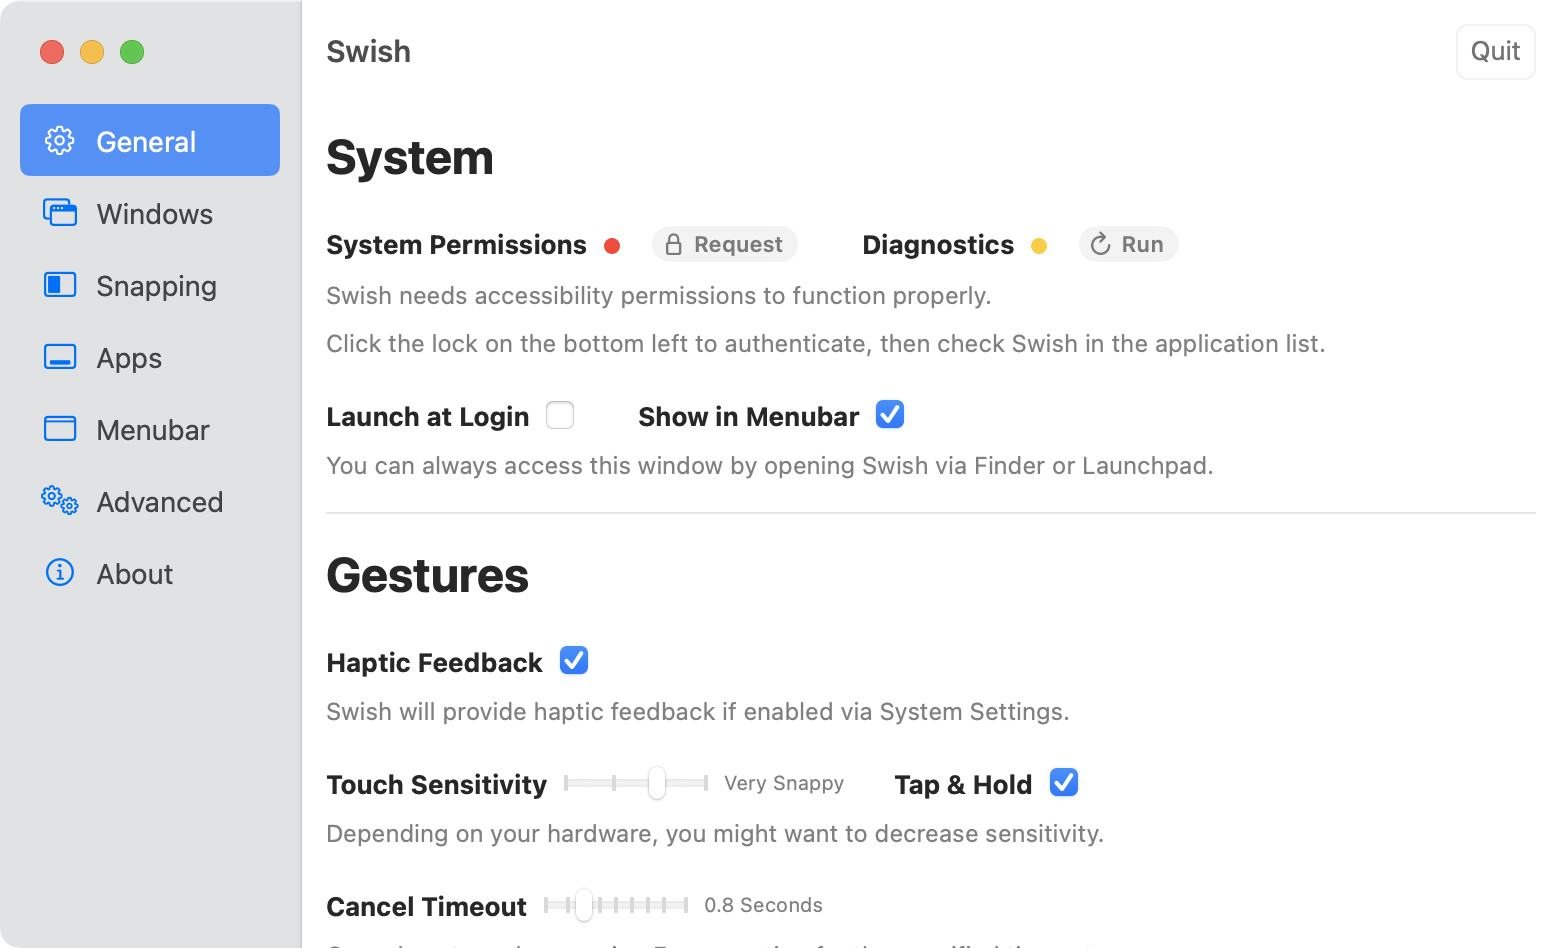 Swish
Quit
General
Windows
Snapping
Apps
Menubar
Advanced
About
System
System Permissions Request Diagnostics Run
Swish needs accessibility permissions to function properly.
Click the lock on the bottom left to authenticate, then check Swish in the application list.
Launch at Login Show in Menubar
You can always access this window by opening Swish via Finder or Launchpad.
Gestures
Haptic Feedback
Swish will provide haptic feedback if enabled via System Settings.
Touch Sensitivity Very Snappy Tap & Hold
Depending on your hardware, you might want to decrease sensitivity.
Cancel Timeout 0.8 Seconds